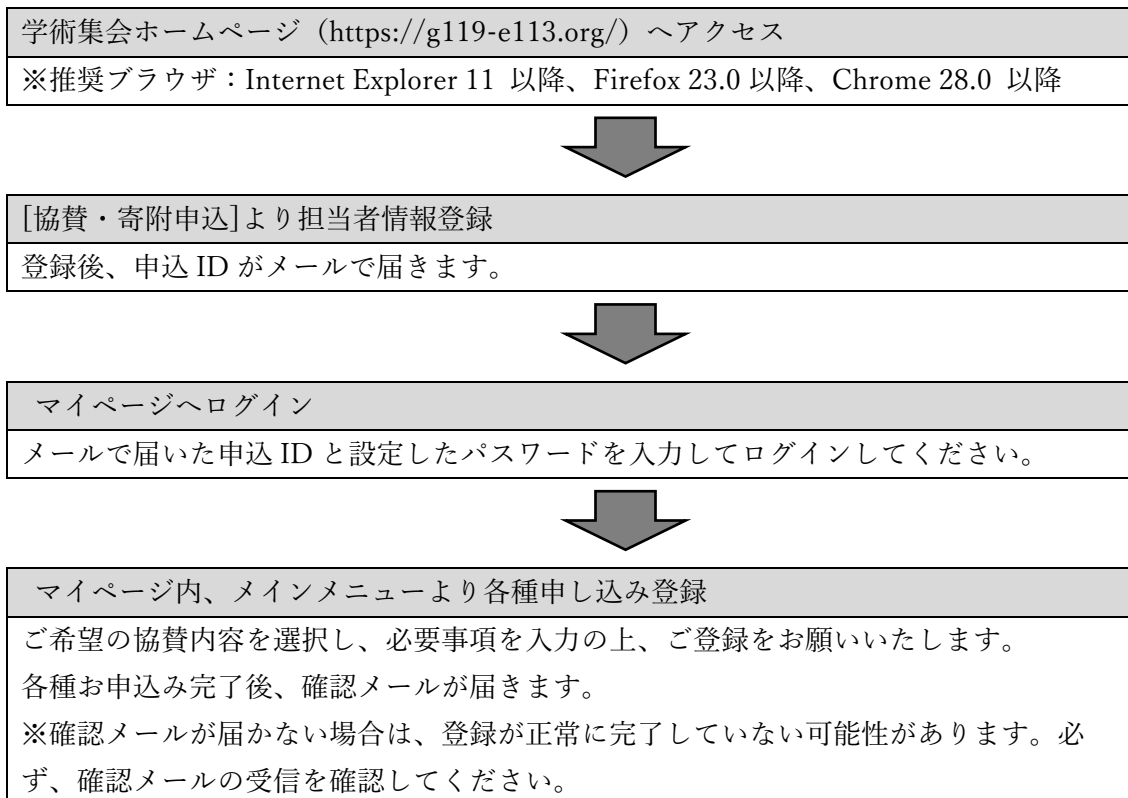 学術集会ホームページ（https://g119-e113.org/）へアクセス
※推奨ブラウザ：Internet Explorer 11 以降、Firefox 23.0 以降、Chrome 28.0 以降
[協賛・寄附申込]より担当者情報登録
登録後、申込 ID がメールで届きます。
マイページへログイン
メールで届いた申込 ID と設定したパスワードを入力してログインしてください。
マイページ内、メインメニューより各種申し込み登録
ご希望の協賛内容を選択し、必要事項を入力の上、ご登録をお願いいたします。
各種お申込み完了後、確認メールが届きます。
※確認メールが届かない場合は、登録が正常に完了していない可能性があります。必
ず、確認メールの受信を確認してください。